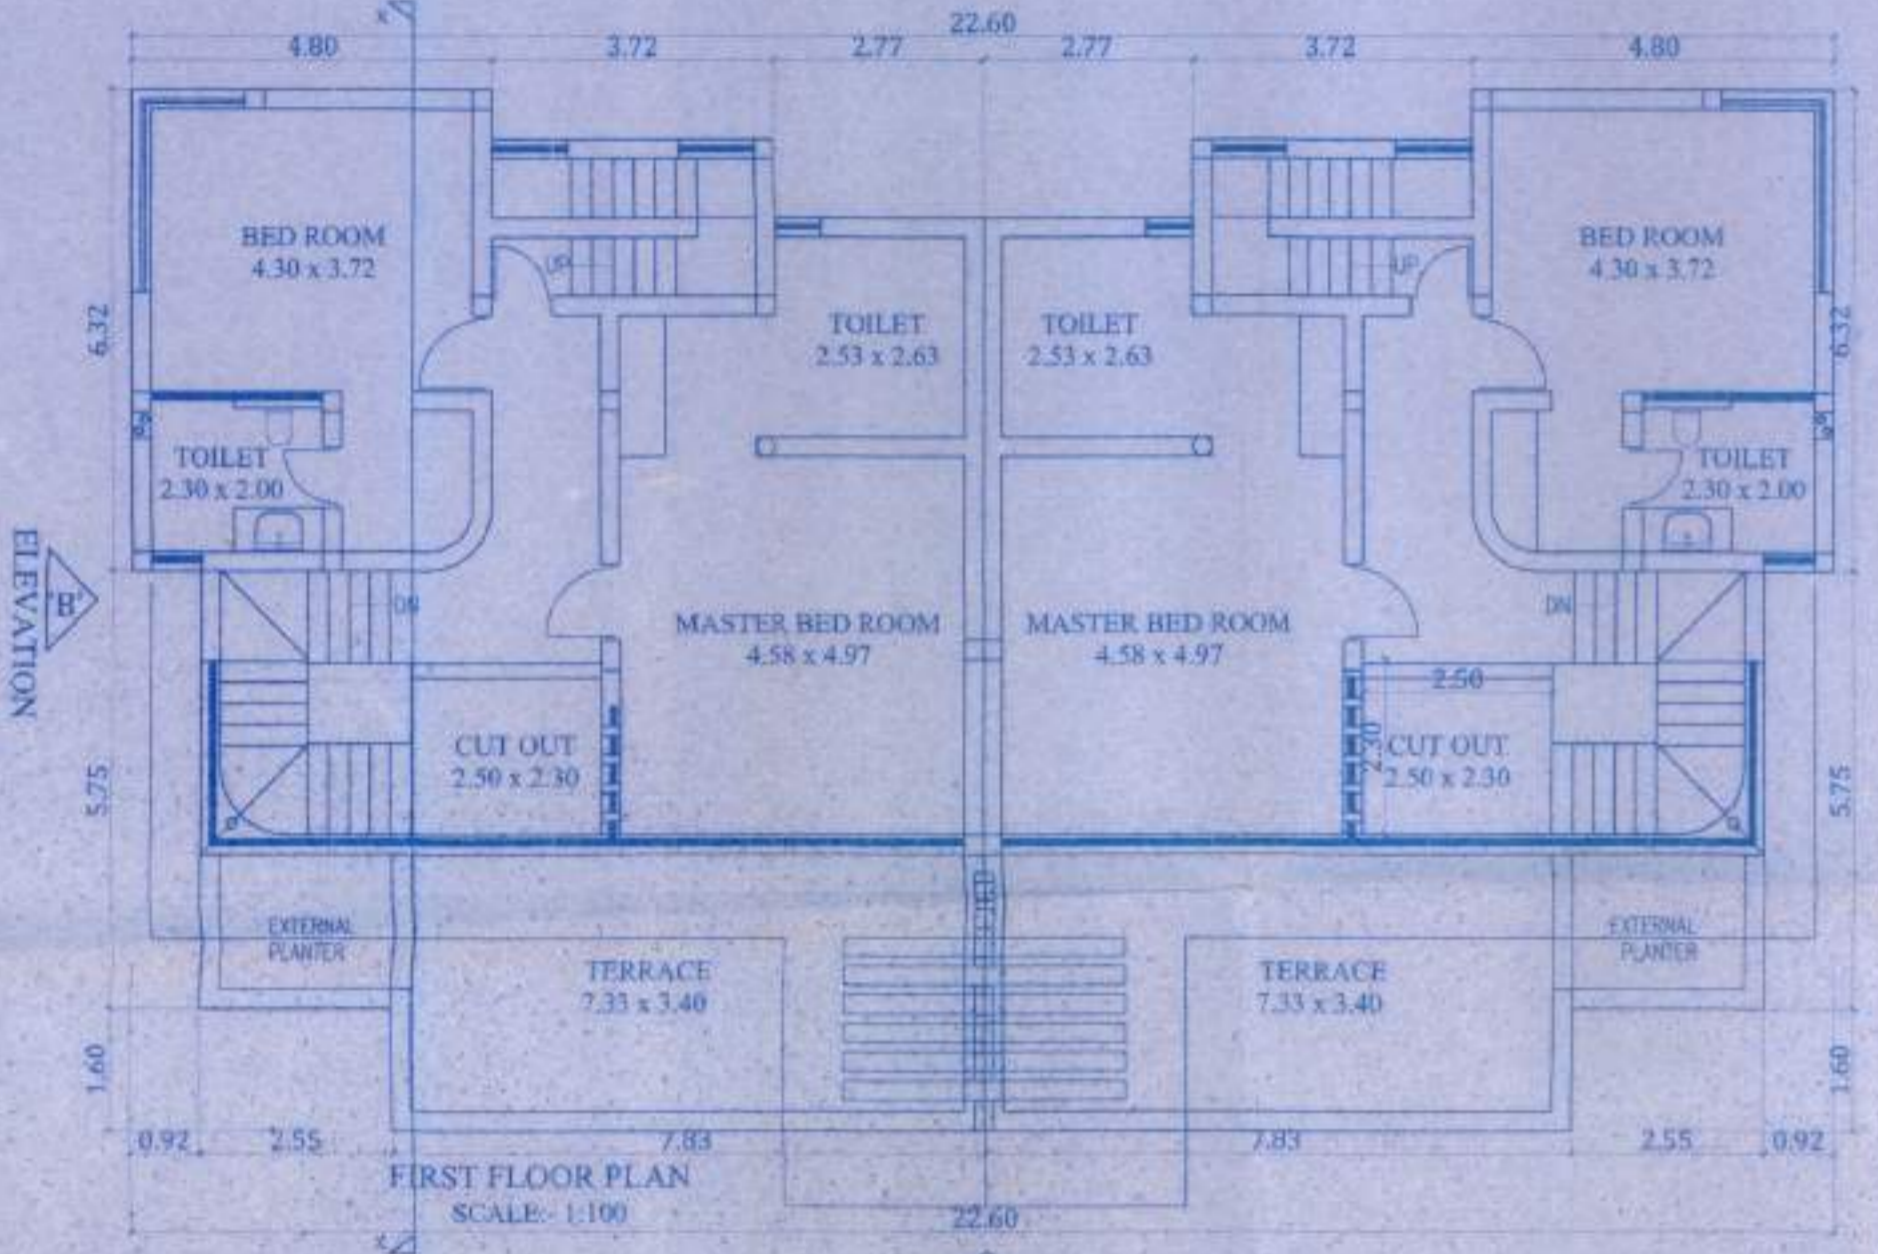 x
22.60
4.80
3.72
2.77
2.77
3.72
4.80
BED ROOM
4.30 x 3.72
UP
TOILET
2.53 x 2.63
TOILET
2.53 x 2.63
UP
BED ROOM
4.30 x 3.72
6.32
6.32
TOILET
2.30 x 2.00
TOILET
2.30 x 2.00
ELEVATION
'B'
DN
MASTER BED ROOM
4.58 x 4.97
MASTER BED ROOM
4.58 x 4.97
DN
2.50
2.30
CUT OUT
2.50 x 2.30
CUT OUT
2.50 x 2.30
5.75
5.75
EXTERNAL
PLANTER
TERRACE
7.33 x 3.40
TERRACE
7.33 x 3.40
EXTERNAL
PLANTER
1.60
1.60
0.92
2.55
7.83
7.83
2.55
0.92
FIRST FLOOR PLAN
SCALE:- 1:100
22.60
x